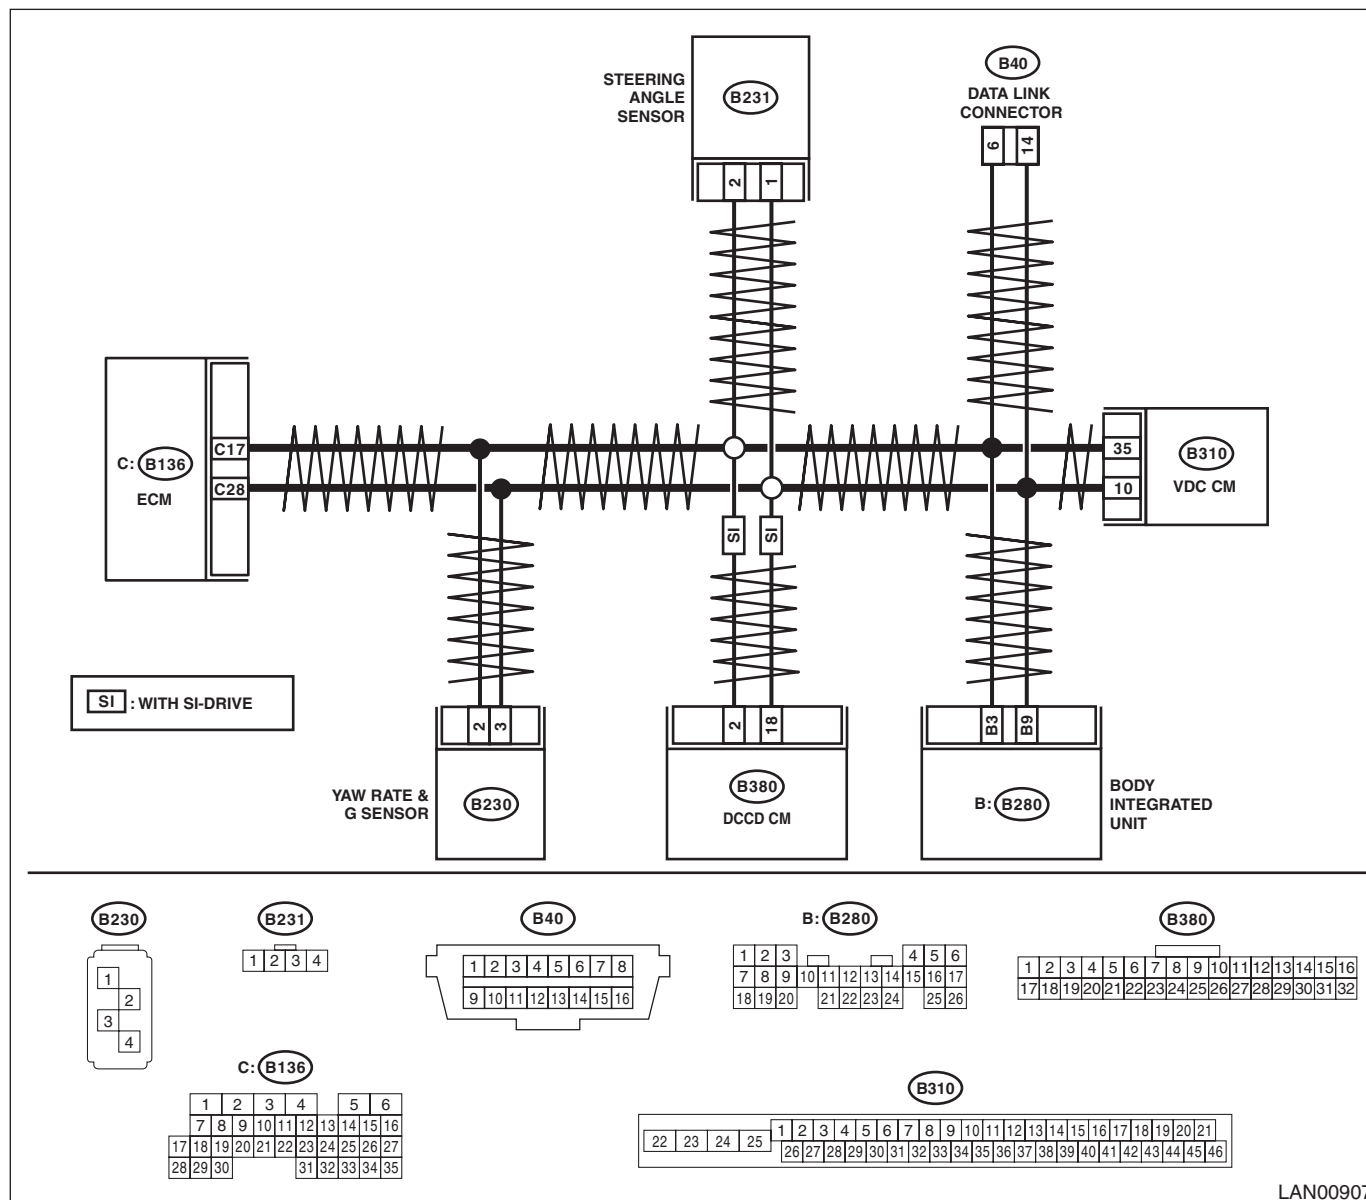 STEERING
ANGLE
SENSOR
B231
2
1
B40
DATA LINK
CONNECTOR
6
14
C: B136
ECM
C17
C28
35
10
B310
VDC CM
SI
SI
SI : WITH SI-DRIVE
2
3
2
18
B3
B9
YAW RATE &
G SENSOR
B230
B380
DCCD CM
B: B280
BODY
INTEGRATED
UNIT
B230
1
2
3
4
B231
1 2 3 4
B40
1 2 3 4 5 6 7 8
9 10 11 12 13 14 15 16
B: B280
1 2 3 4 5 6
7 8 9 10 11 12 13 14 15 16 17
18 19 20 21 22 23 24 25 26
B380
1 2 3 4 5 6 7 8 9 10 11 12 13 14 15 16
17 18 19 20 21 22 23 24 25 26 27 28 29 30 31 32
C: B136
1 2 3 4 5 6
7 8 9 10 11 12 13 14 15 16
17 18 19 20 21 22 23 24 25 26 27
28 29 30 31 32 33 34 35
B310
22 23 24 25 1 2 3 4 5 6 7 8 9 10 11 12 13 14 15 16 17 18 19 20 21
26 27 28 29 30 31 32 33 34 35 36 37 38 39 40 41 42 43 44 45 46
LAN00907